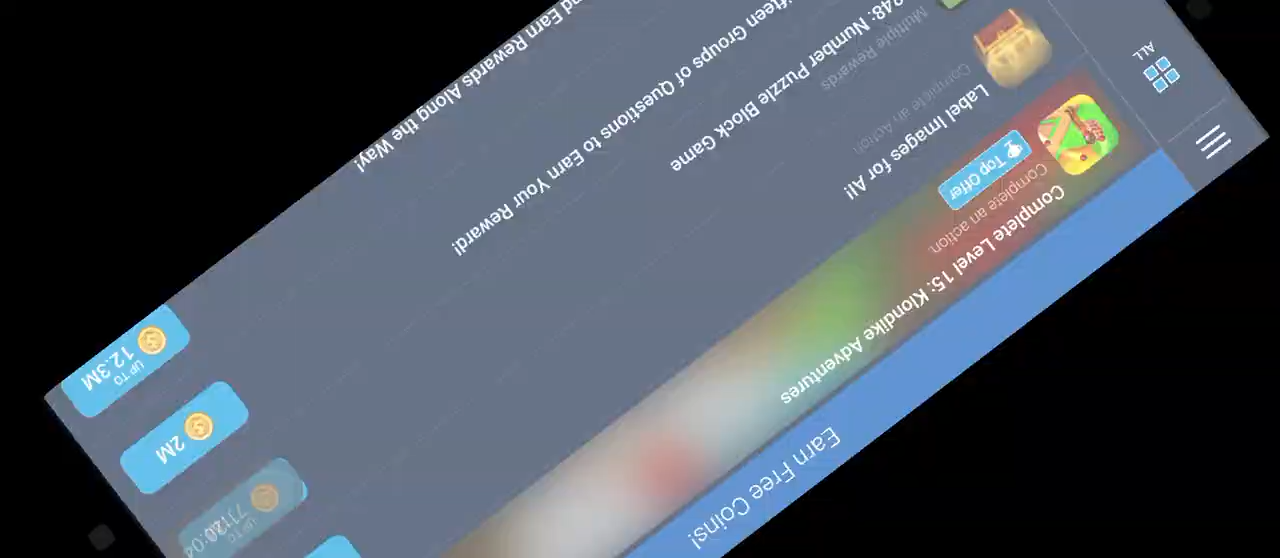 Earn Free Coins!
ALL
Complete Level 15: Klondike Adventures
Complete an action.
Top Offer
Label Images for All
Complete an Action
248: Number Puzzle Block Game
Multiple Rewards
Groups of Questions to Earn Your Reward!
Earn Rewards Along the Way!
UP TO
2M
UP TO
12.3M